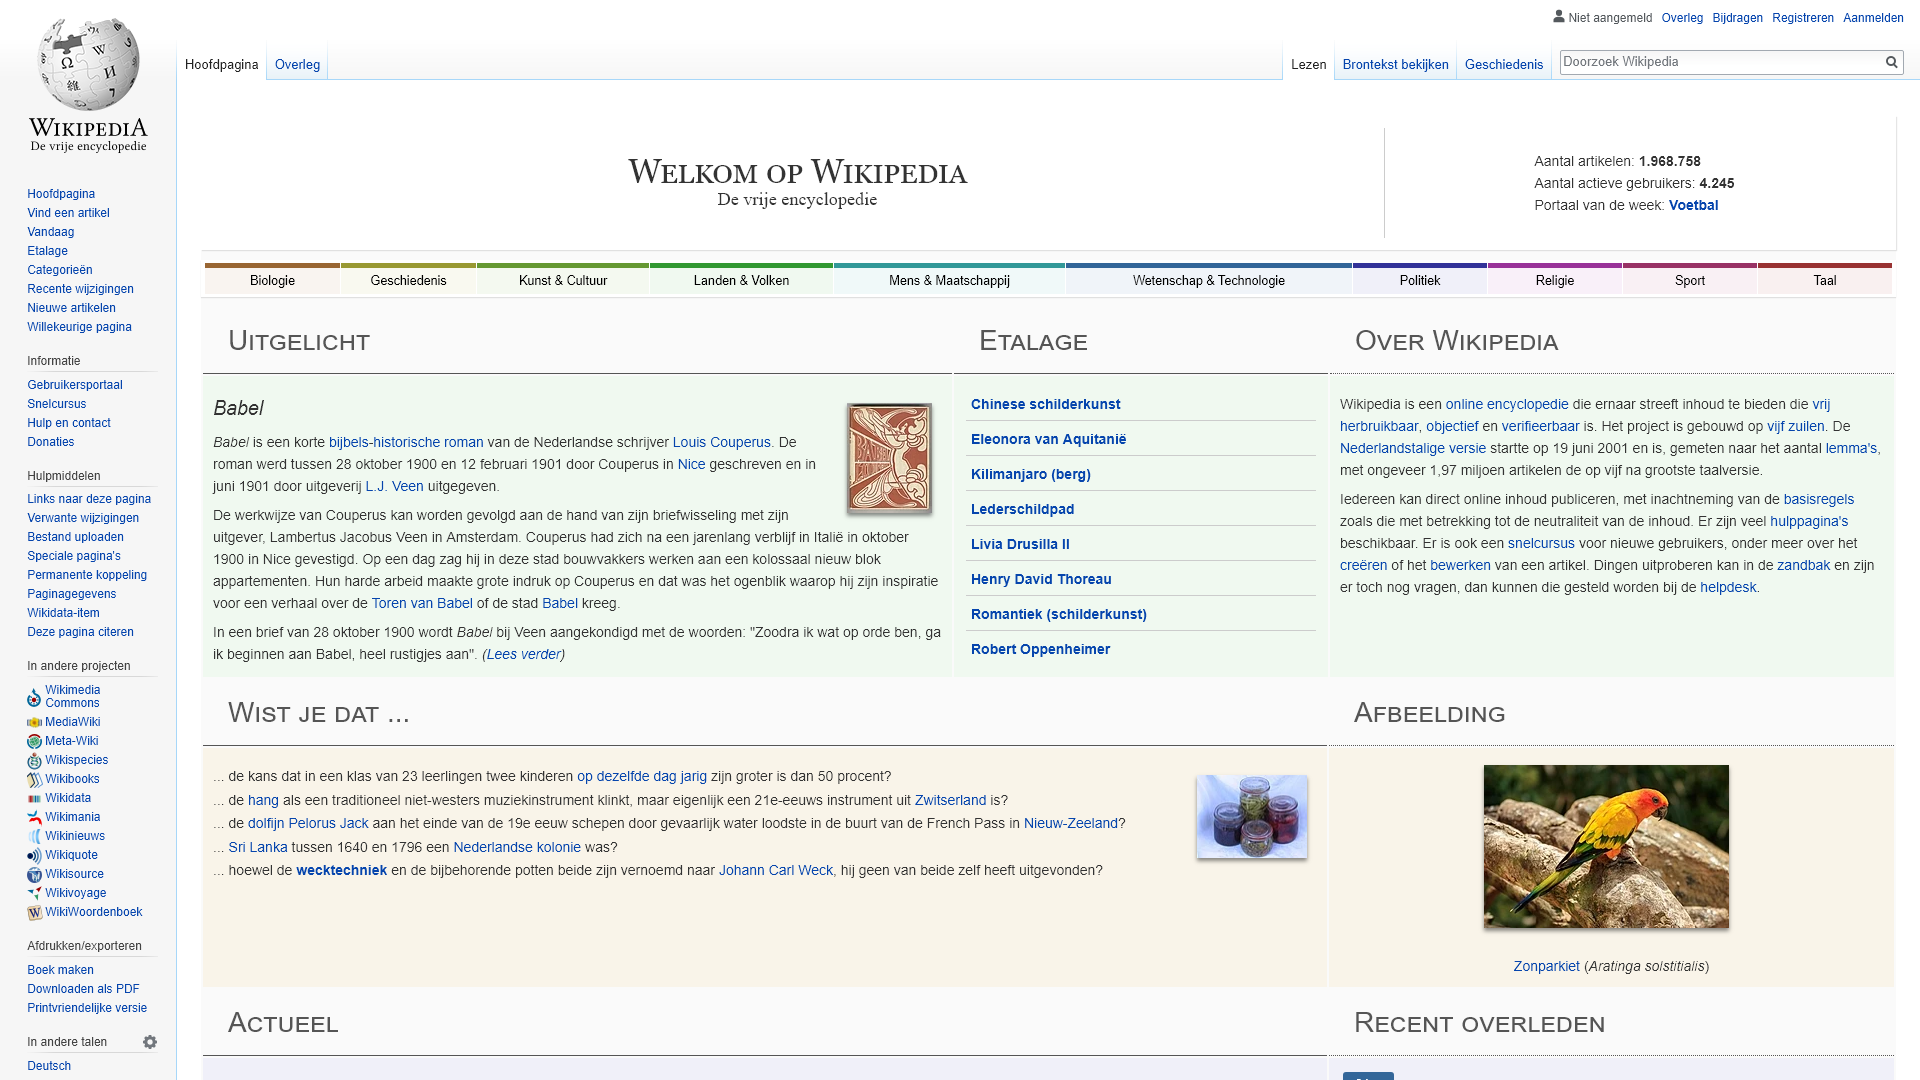 Niet aangemeld Overleg Bijdragen Registreren Aanmelden
Hoofdpagina Overleg
Lezen Brontekst bekijken Geschiedenis Doorzoek Wikipedia
WIKIPEDIA
De vrije encyclopedie
Hoofdpagina
Vind een artikel
Vandaag
Etalage
Categorieën
Recente wijzigingen
Nieuwe artikelen
Willekeurige pagina
Informatie
Gebruikersportaal
Snelcursus
Hulp en contact
Donaties
Hulpmiddelen
Links naar deze pagina
Verwante wijzigingen
Bestand uploaden
Speciale pagina's
Permanente koppeling
Paginagegevens
Wikidata-item
Deze pagina citeren
In andere projecten
Wikimedia
Commons
MediaWiki
Meta-Wiki
Wikispecies
Wikibooks
Wikidata
Wikimania
Wikinieuws
Wikiquote
Wikisource
Wikivoyage
WikiWoordenboek
Afdrukken/exporteren
Boek maken
Downloaden als PDF
Printvriendelijke versie
In andere talen
Deutsch
Welkom op Wikipedia
De vrije encyclopedie
Aantal artikelen: 1.968.758
Aantal actieve gebruikers: 4.245
Portaal van de week: Voetbal
Biologie Geschiedenis Kunst & Cultuur Landen & Volken Mens & Maatschappij Wetenschap & Technologie Politiek Religie Sport Taal
Uitgelicht
Babel
Babel is een korte bijbels-historische roman van de Nederlandse schrijver Louis Couperus. De
roman werd tussen 28 oktober 1900 en 12 februari 1901 door Couperus in Nice geschreven en in
juni 1901 door uitgeverij L.J. Veen uitgegeven.
De werkwijze van Couperus kan worden gevolgd aan de hand van zijn briefwisseling met zijn
uitgever, Lambertus Jacobus Veen in Amsterdam. Couperus had zich na een jarenlang verblijf in Italië in oktober
1900 in Nice gevestigd. Op een dag zag hij in deze stad bouwvakkers werken aan een kolossaal nieuw blok
appartementen. Hun harde arbeid maakte grote indruk op Couperus en dat was het ogenblik waarop hij zijn inspiratie
voor een verhaal over de Toren van Babel of de stad Babel kreeg.
In een brief van 28 oktober 1900 wordt Babel bij Veen aangekondigd met de woorden: "Zoodra ik wat op orde ben, ga
ik beginnen aan Babel, heel rustigjes aan". (Lees verder)
Etalage
Chinese schilderkunst
Eleonora van Aquitanië
Kilimanjaro (berg)
Lederschildpad
Livia Drusilla II
Henry David Thoreau
Romantiek (schilderkunst)
Robert Oppenheimer
Over Wikipedia
Wikipedia is een online encyclopedie die ernaar streeft inhoud te bieden die vrij
herbruikbaar, objectief en verifieerbaar is. Het project is gebouwd op vijf zuilen. De
Nederlandstalige versie startte op 19 juni 2001 en is, gemeten naar het aantal lemma's,
met ongeveer 1,97 miljoen artikelen de op vijf na grootste taalversie.
Iedereen kan direct online inhoud publiceren, met inachtneming van de basisregels
zoals die met betrekking tot de neutraliteit van de inhoud. Er zijn veel hulppagina's
beschikbaar. Er is ook een snelcursus voor nieuwe gebruikers, onder meer over het
creëren of het bewerken van een artikel. Dingen uitproberen kan in de zandbak en zijn
er toch nog vragen, dan kunnen die gesteld worden bij de helpdesk.
Wist je dat ...
... de kans dat in een klas van 23 leerlingen twee kinderen op dezelfde dag jarig zijn groter is dan 50 procent?
... de hang als een traditioneel niet-westers muziekinstrument klinkt, maar eigenlijk een 21e-eeuws instrument uit Zwitserland is?
... de dolfijn Pelorus Jack aan het einde van de 19e eeuw schepen door gevaarlijk water loodste in de buurt van de French Pass in Nieuw-Zeeland?
... Sri Lanka tussen 1640 en 1796 een Nederlandse kolonie was?
... hoewel de wecktechniek en de bijbehorende potten beide zijn vernoemd naar Johann Carl Weck, hij geen van beide zelf heeft uitgevonden?
Afbeelding
Zonparkiet (Aratinga solstitialis)
Actueel
Recent overleden